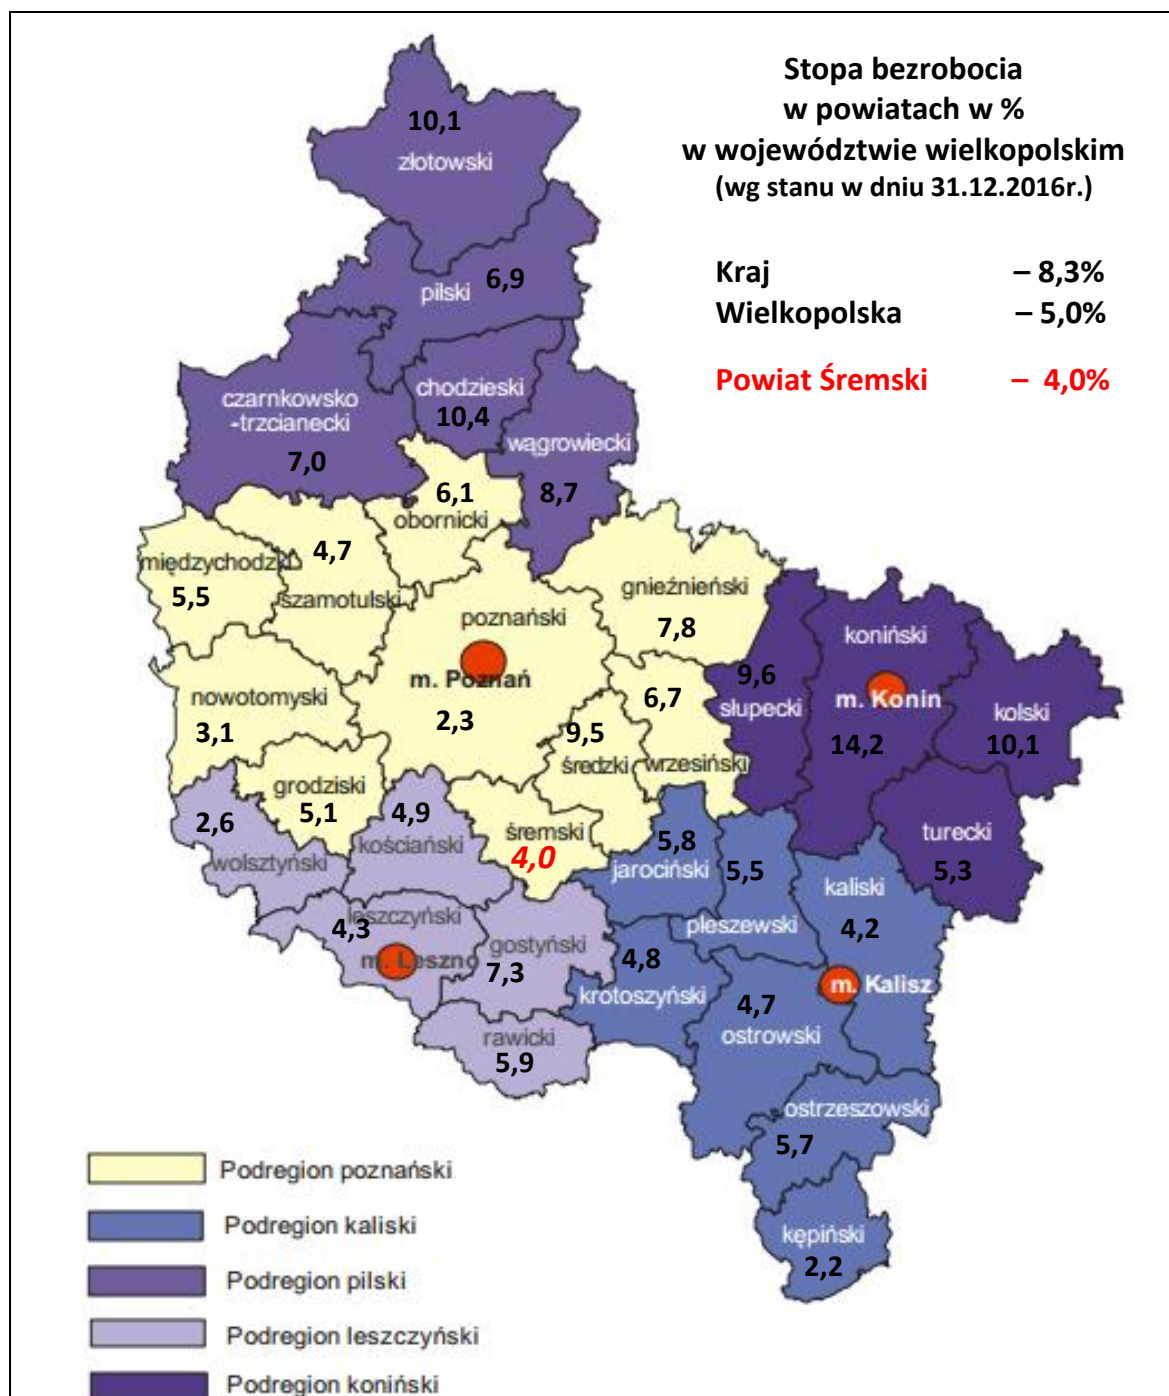 Stopa bezrobocia
w powiatach w %
w województwie wielkopolskim
(wg stanu w dniu 31.12.2016r.)
Kraj – 8,3%
Wielkopolska – 5,0%
Powiat Śremski – 4,0%
10,1
złotowski
6,9
pilski
chodzieski
10,4
czarnkowsko
-trzcianecki
7,0
wągrowiecki
8,7
6,1
obornicki
4,7
szamotulski
międzychodzki
5,5
gnieźnieński
7,8
poznański
m. Poznań
2,3
koniński
m. Konin
14,2
9,6
słupecki
kolski
10,1
nowotomyski
3,1
6,7
wrzesiński
9,5
średzki
grodziski
5,1
4,9
kościański
2,6
wolsztyński
śremski
4,0
5,8
jarociński
5,5
pleszewski
kaliski
4,2
turecki
5,3
leszczyński
4,3
m. Leszno
gostyński
7,3
4,8
krotoszyński
4,7
ostrowski
m. Kalisz
rawicki
5,9
ostrzeszowski
5,7
kępiński
2,2
Podregion poznański
Podregion kaliski
Podregion pilski
Podregion leszczyński
Podregion koniński